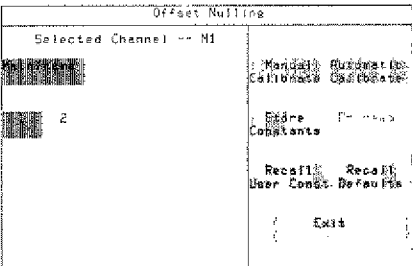 Offset Nulling
Selected Channel -- M1
Manual Automatic
Calibrate Calibrate
2
Store
Constants
Recall Recall
User Const. Defaults
Exit